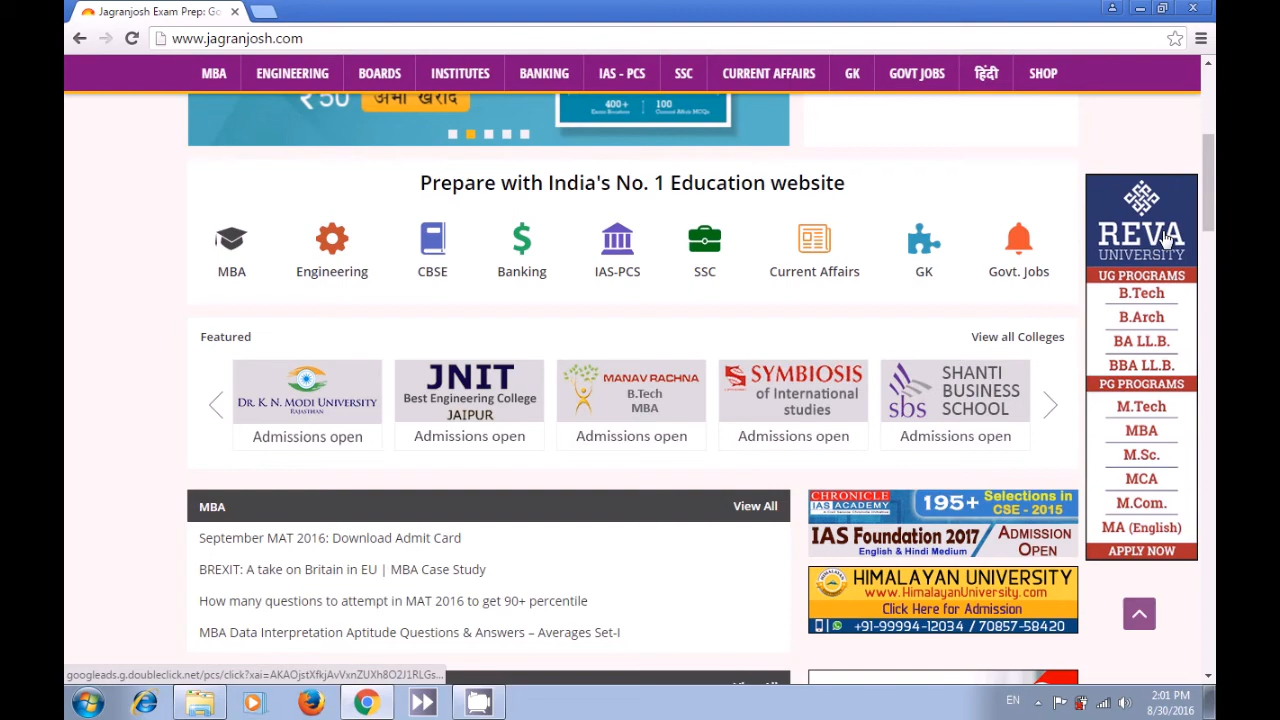 Jagranjosh Exam Prep: Go
www.jagranjosh.com
MBA ENGINEERING BOARDS INSTITUTES BANKING IAS - PCS SSC CURRENT AFFAIRS GK GOVT JOBS हिंदी SHOP
₹50 अभी खरीदें
400+ 100
Prepare with India's No. 1 Education website
MBA Engineering CBSE Banking IAS-PCS SSC Current Affairs GK Govt. Jobs
Featured View all Colleges
DR. K. N. MODI UNIVERSITY
RAJASTHAN
Admissions open
JNIT
Best Engineering College
JAIPUR
Admissions open
MANAV RACHNA
B.Tech
MBA
Admissions open
SYMBIOSIS
of International
studies
Admissions open
sbs
SHANTI
BUSINESS
SCHOOL
Admissions open
REVA
UNIVERSITY
UG PROGRAMS
B.Tech
B.Arch
BA LL.B.
BBA LL.B.
PG PROGRAMS
M.Tech
MBA
M.Sc.
MCA
M.Com.
MA (English)
APPLY NOW
MBA View All
September MAT 2016: Download Admit Card
BREXIT: A take on Britain in EU | MBA Case Study
How many questions to attempt in MAT 2016 to get 90+ percentile
MBA Data Interpretation Aptitude Questions & Answers – Averages Set-I
CHRONICLE
IAS ACADEMY
195+ Selections in
CSE - 2015
IAS Foundation 2017
English & Hindi Medium
ADMISSION
OPEN
HIMALAYAN UNIVERSITY
www.HimalayanUniversity.com
Click Here for Admission
+91-99994-12034 / 70857-58420
googleads.g.doubleclick.net/pcs/click?xai=AKAOjstXfkjAvVxnZUXh8O2J1RLGs...
EN
2:01 PM
8/30/2016